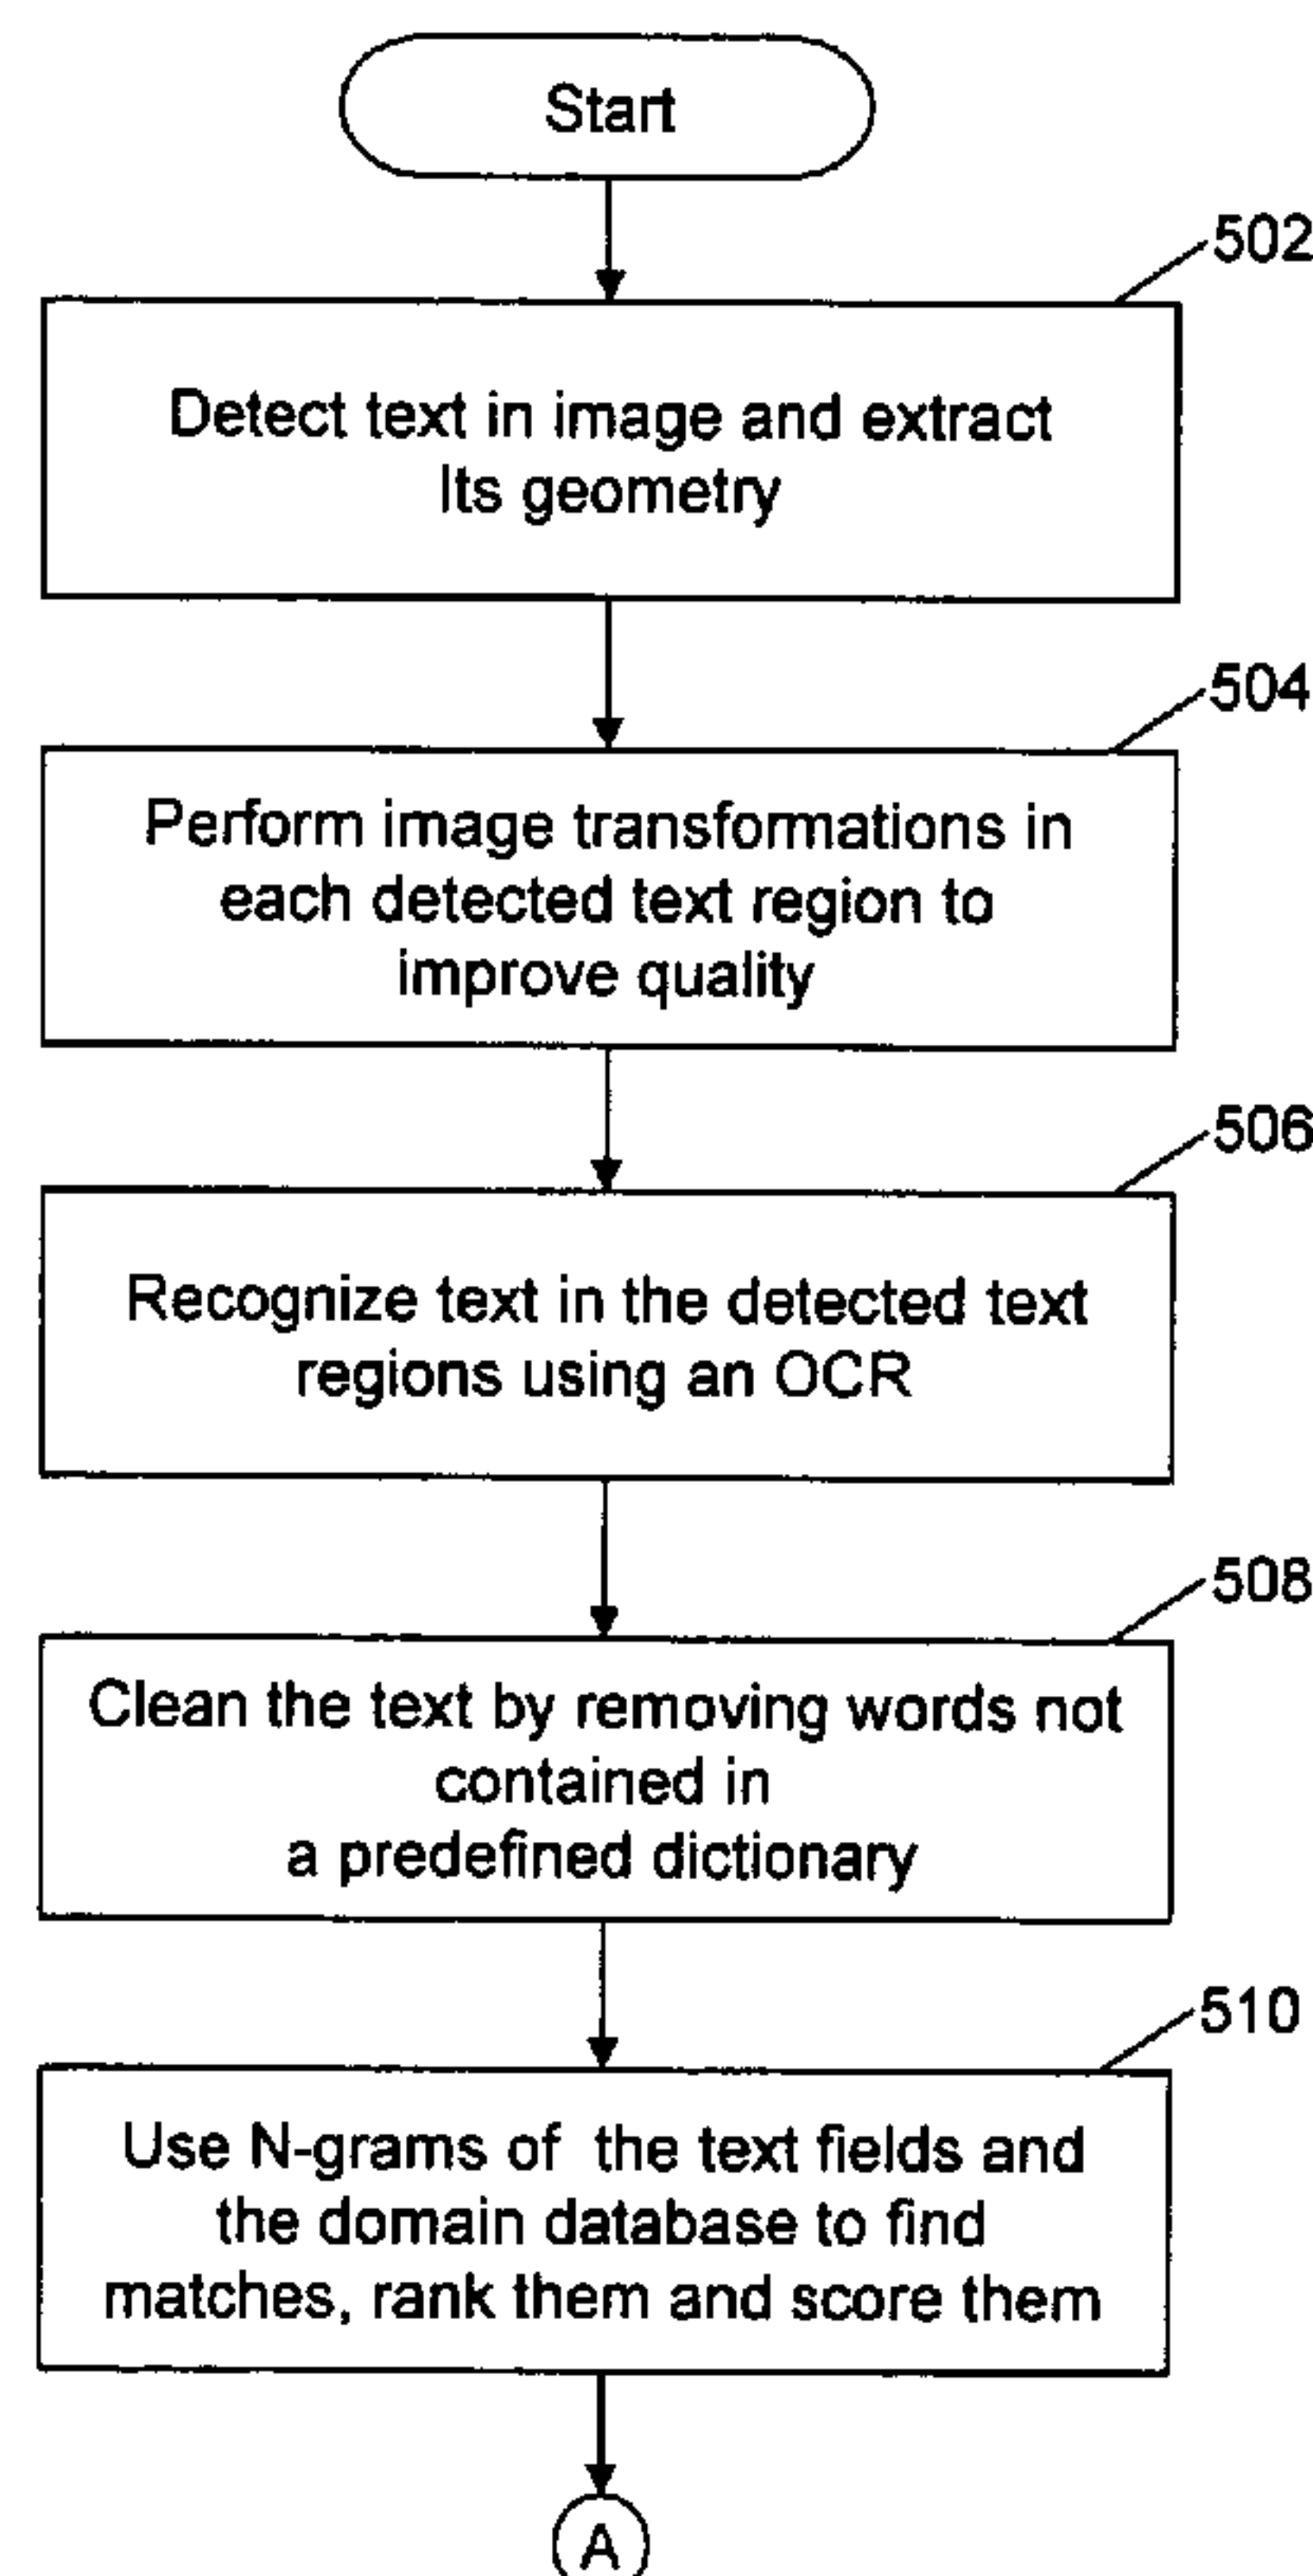 Start
502
Detect text in image and extract
Its geometry
504
Perform image transformations in
each detected text region to
improve quality
506
Recognize text in the detected text
regions using an OCR
508
Clean the text by removing words not
contained in
a predefined dictionary
510
Use N-grams of the text fields and
the domain database to find
matches, rank them and score them
A